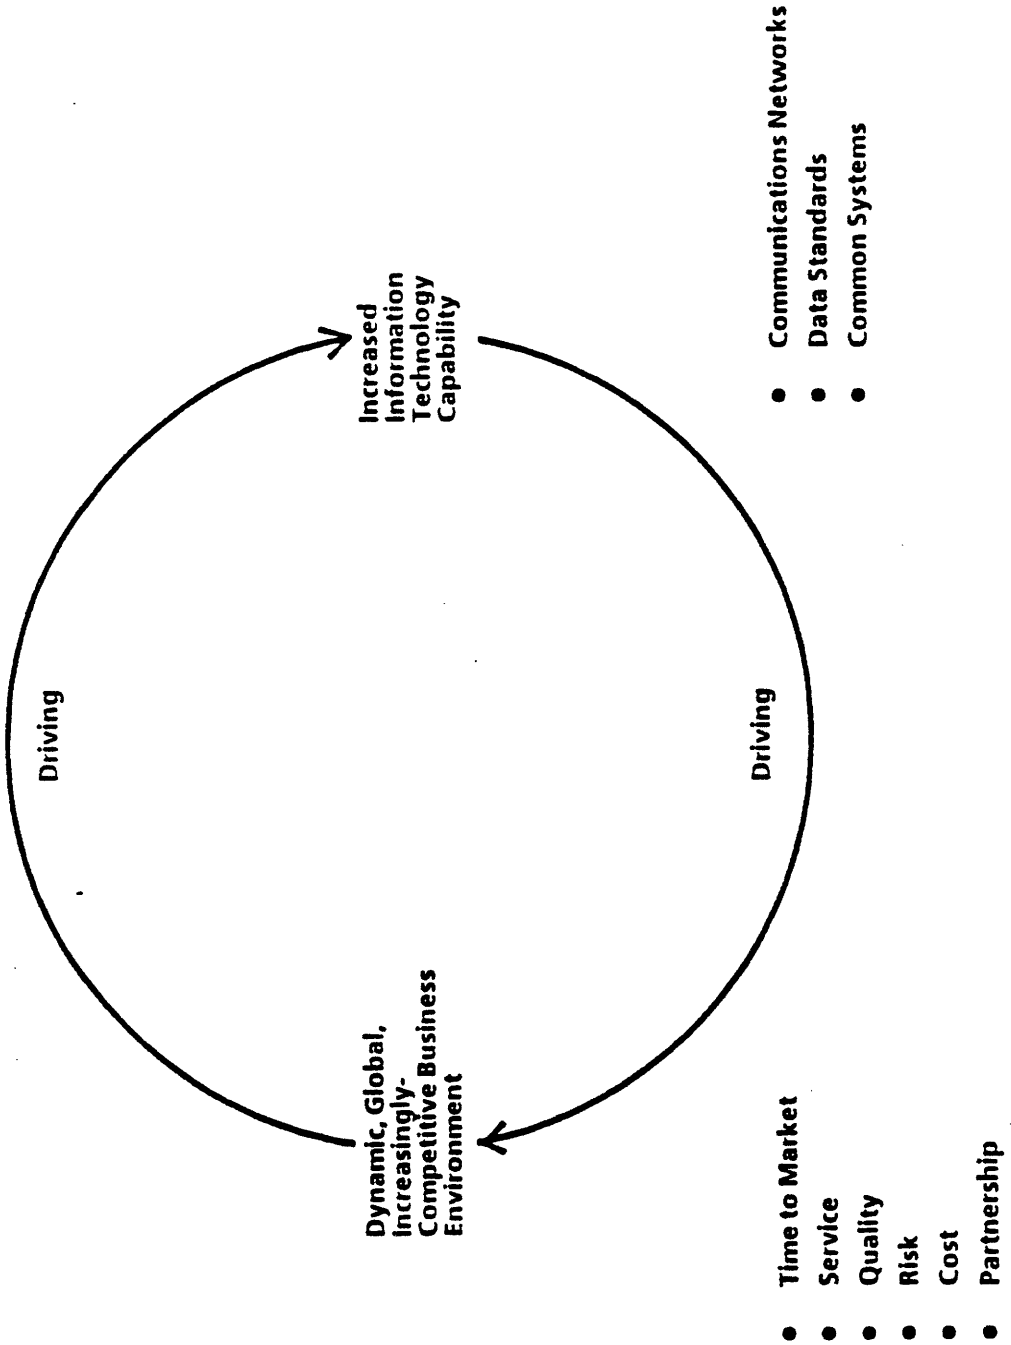 Driving
Dynamic, Global,
Increasingly-
Competitive Business
Environment
Increased
Information
Technology
Capability
Driving
● Time to Market
● Service
● Quality
● Risk
● Cost
● Partnership
● Communications Networks
● Data Standards
● Common Systems